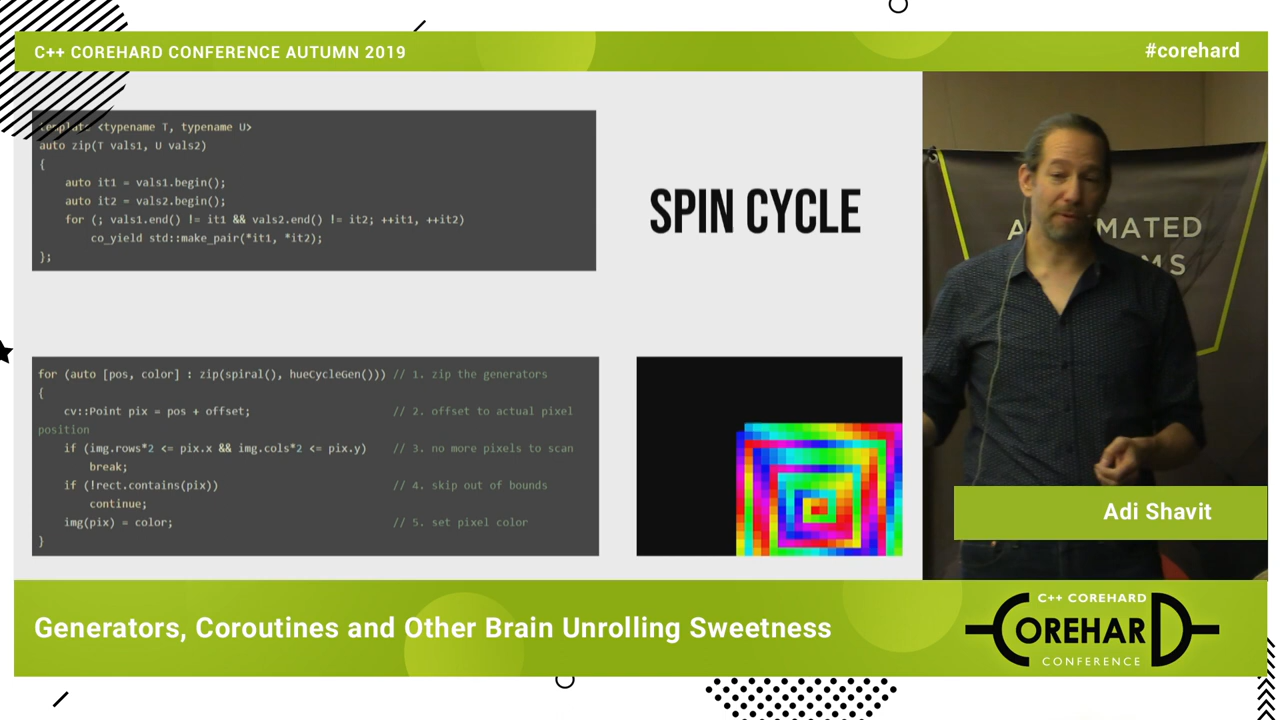 C++ COREHARD CONFERENCE AUTUMN 2019
#corehard
template <typename T, typename U>
auto zip(T vals1, U vals2)
{
    auto it1 = vals1.begin();
    auto it2 = vals2.begin();
    for (; vals1.end() != it1 && vals2.end() != it2; ++it1, ++it2)
        co_yield std::make_pair(*it1, *it2);
};
SPIN CYCLE
for (auto [pos, color] : zip(spiral(), hueCycleGen())) // 1. zip the generators
{
    cv::Point pix = pos + offset; // 2. offset to actual pixel
position
    if (img.rows*2 <= pix.x && img.cols*2 <= pix.y) // 3. no more pixels to scan
        break;
    if (!rect.contains(pix)) // 4. skip out of bounds
        continue;
    img(pix) = color; // 5. set pixel color
}
MATED
MS
Adi Shavit
Generators, Coroutines and Other Brain Unrolling Sweetness
C++ COREHARD
COREHARD
CONFERENCE